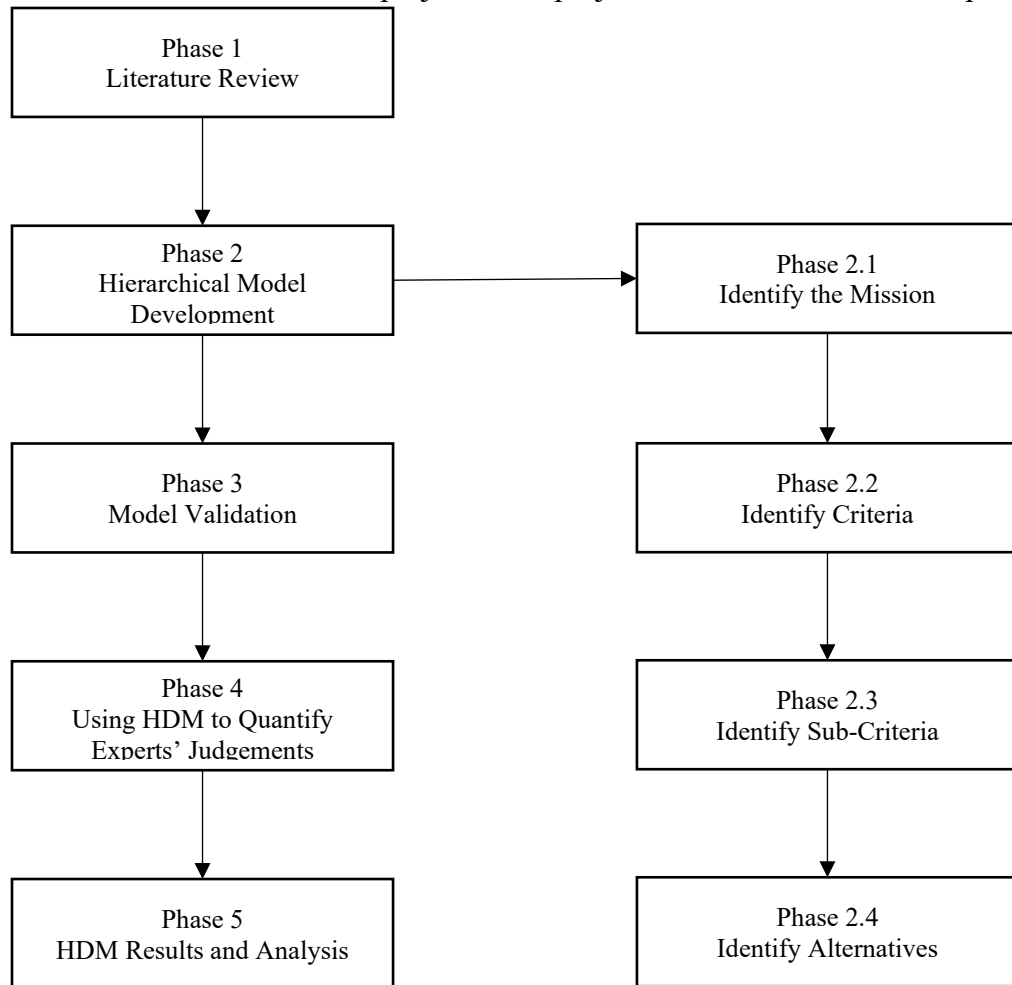 projects
Phase 1
Literature Review
Phase 2
Hierarchical Model
Development
Phase 2.1
Identify the Mission
Phase 3
Model Validation
Phase 2.2
Identify Criteria
Phase 4
Using HDM to Quantify
Experts’ Judgements
Phase 2.3
Identify Sub-Criteria
Phase 5
HDM Results and Analysis
Phase 2.4
Identify Alternatives